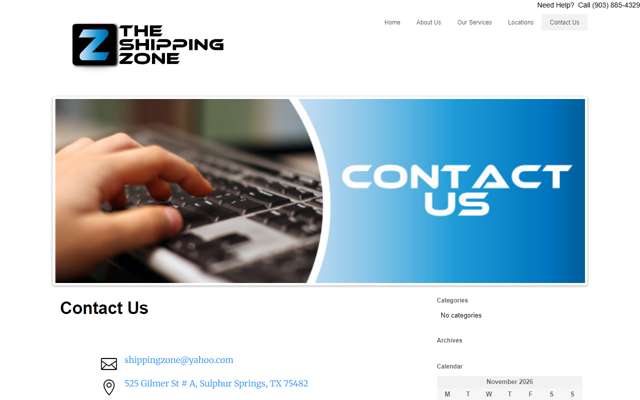 Need Help? Call (903) 885-4329
THE
SHIPPING
ZONE
Z
Home About Us Our Services Locations Contact Us
CONTACT
US
Contact Us
Categories
No categories
Archives
Calendar
November 2026
M T W T F S S
shippingzone@yahoo.com
525 Gilmer St # A, Sulphur Springs, TX 75482